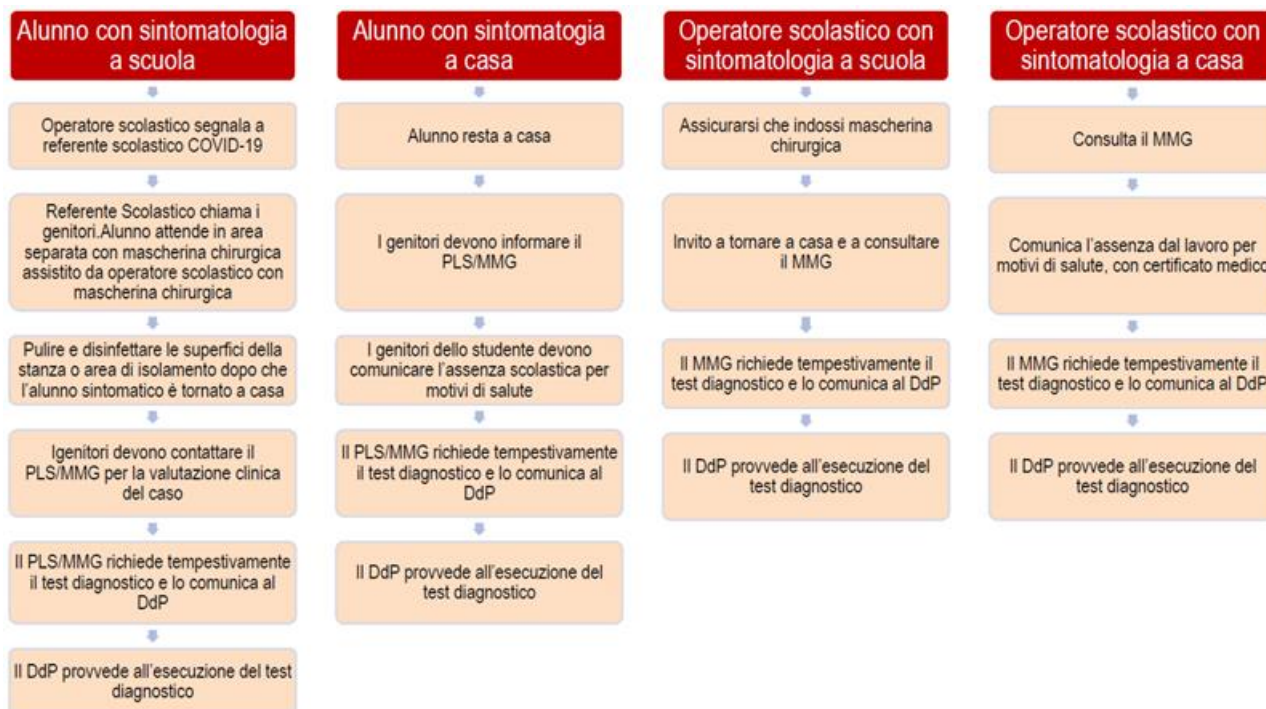 Alunno con sintomatologia
a scuola
Operatore scolastico segnala a
referente scolastico COVID-19
Referente Scolastico chiama i
genitori.Alunno attende in area
separata con mascherina chirurgica
assistito da operatore scolastico con
mascherina chirurgica
Pulire e disinfettare le superfici della
stanza o area di isolamento dopo che
l'alunno sintomatico è tornato a casa
Igenitori devono contattare il
PLS/MMG per la valutazione clinica
del caso
Il PLS/MMG richiede tempestivamente
il test diagnostico e lo comunica al
DdP
Il DdP provvede all'esecuzione del test
diagnostico
Alunno con sintomatogia
a casa
Alunno resta a casa
I genitori devono informare il
PLS/MMG
I genitori dello studente devono
comunicare l'assenza scolastica per
motivi di salute
Il PLS/MMG richiede tempestivamente
il test diagnostico e lo comunica al
DdP
Il DdP provvede all'esecuzione del
test diagnostico
Operatore scolastico con
sintomatologia a scuola
Assicurarsi che indossi mascherina
chirurgica
Invito a tornare a casa e a consultare
il MMG
Il MMG richiede tempestivamente il
test diagnostico e lo comunica al DdP
Il DdP provvede all'esecuzione del
test diagnostico
Operatore scolastico con
sintomatologia a casa
Consulta il MMG
Comunica l'assenza dal lavoro per
motivi di salute, con certificato medico
Il MMG richiede tempestivamente il
test diagnostico e lo comunica al DdP
Il DdP provvede all'esecuzione del
test diagnostico